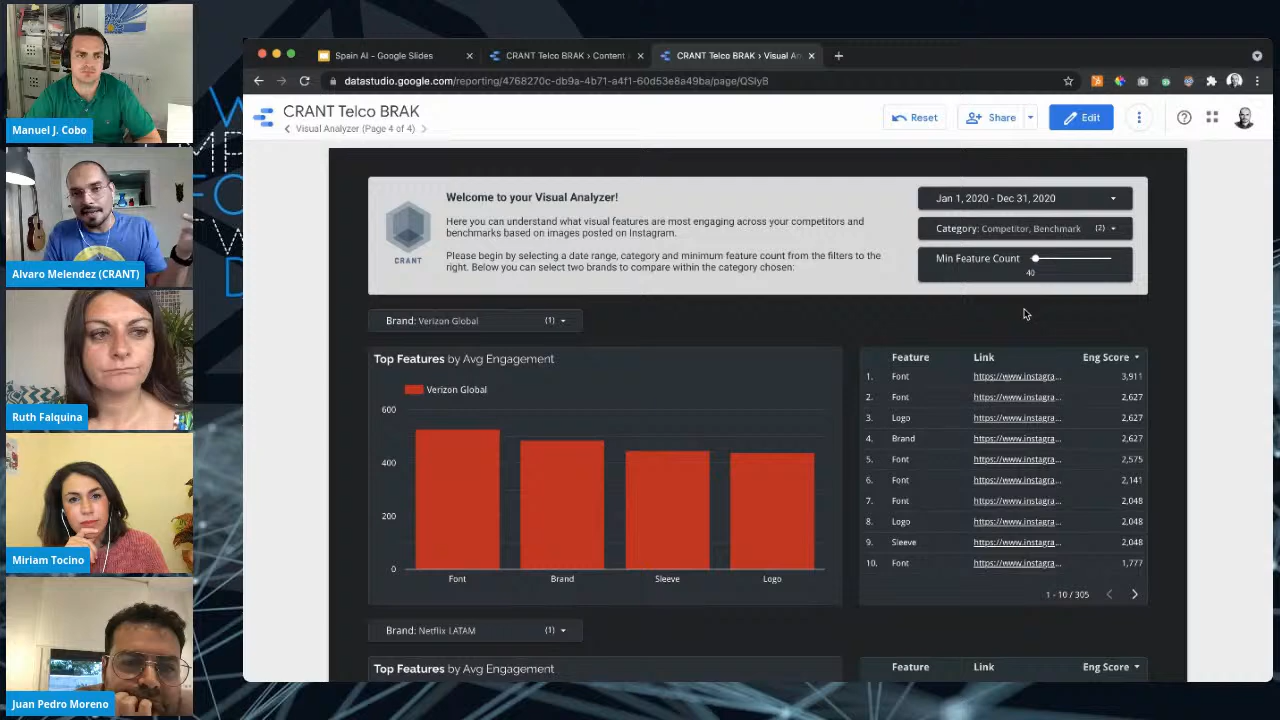 Manuel J. Cobo
Alvaro Melendez (CRANT)
Ruth Falquina
Miriam Tocino
Juan Pedro Moreno
Spain AI - Google Slides
CRANT Telco BRAK › Content
CRANT Telco BRAK › Visual An
datastudio.google.com/reporting/4768270c-db9a-4b71-a4f1-60d53e8a49ba/page/QSIyB
CRANT Telco BRAK
Visual Analyzer (Page 4 of 4)
Reset
Share
Edit
CRANT
Welcome to your Visual Analyzer!
Here you can understand what visual features are most engaging across your competitors and
benchmarks based on images posted on Instagram.
Please begin by selecting a date range, category and minimum feature count from the filters to the
right. Below you can select two brands to compare within the category chosen:
Jan 1, 2020 - Dec 31, 2020
Category: Competitor, Benchmark (2)
Min Feature Count
40
Brand: Verizon Global (1)
Top Features by Avg Engagement
Verizon Global
600
400
200
0
Font Brand Sleeve Logo
Feature Link Eng Score
1. Font https://www.instagra... 3,911
2. Font https://www.instagra... 2,627
3. Logo https://www.instagra... 2,627
4. Brand https://www.instagra... 2,627
5. Font https://www.instagra... 2,575
6. Font https://www.instagra... 2,141
7. Font https://www.instagra... 2,048
8. Logo https://www.instagra... 2,048
9. Sleeve https://www.instagra... 2,048
10. Font https://www.instagra... 1,777
1 - 10 / 305
Brand: Netflix LATAM (1)
Top Features by Avg Engagement
Feature Link Eng Score